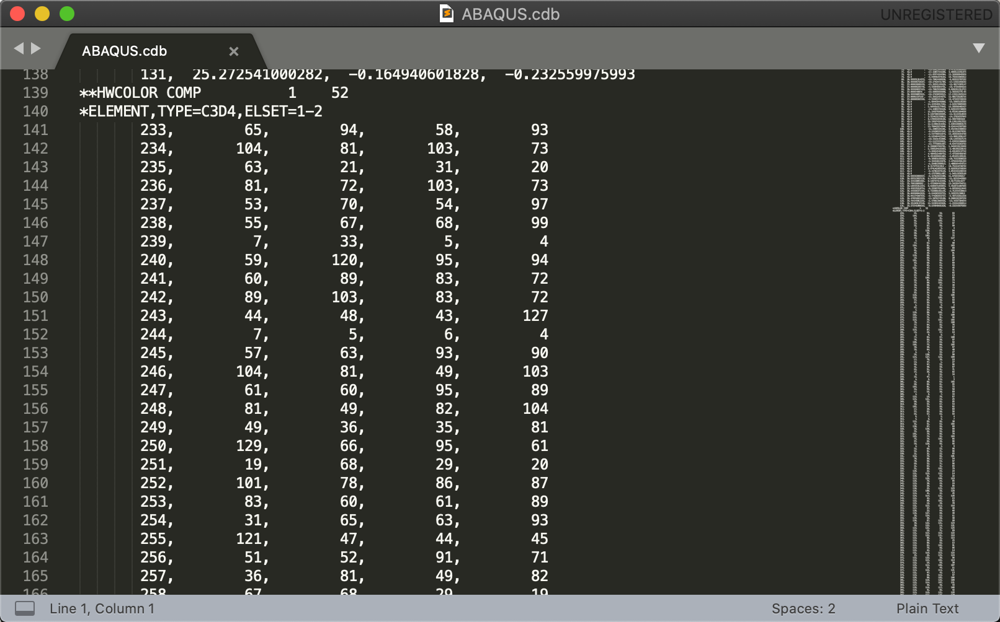 ABAQUS.cdb
UNREGISTERED
ABAQUS.cdb
138 131, 25.272541000282, -0.164940601828, -0.232559975993
139 **HWCOLOR COMP 1 52
140 *ELEMENT,TYPE=C3D4,ELSET=1-2
141 233, 65, 94, 58, 93
142 234, 104, 81, 103, 73
143 235, 63, 21, 31, 20
144 236, 81, 72, 103, 73
145 237, 53, 70, 54, 97
146 238, 55, 67, 68, 99
147 239, 7, 33, 5, 4
148 240, 59, 120, 95, 94
149 241, 60, 89, 83, 72
150 242, 89, 103, 83, 72
151 243, 44, 48, 43, 127
152 244, 7, 5, 6, 4
153 245, 57, 63, 93, 90
154 246, 104, 81, 49, 103
155 247, 61, 60, 95, 89
156 248, 81, 49, 82, 104
157 249, 49, 36, 35, 81
158 250, 129, 66, 95, 61
159 251, 19, 68, 29, 20
160 252, 101, 78, 86, 87
161 253, 83, 60, 61, 89
162 254, 31, 65, 63, 93
163 255, 121, 47, 44, 45
164 256, 51, 52, 91, 71
165 257, 36, 81, 49, 82
166 258, 67, 68, 29, 19
Line 1, Column 1
Spaces: 2
Plain Text